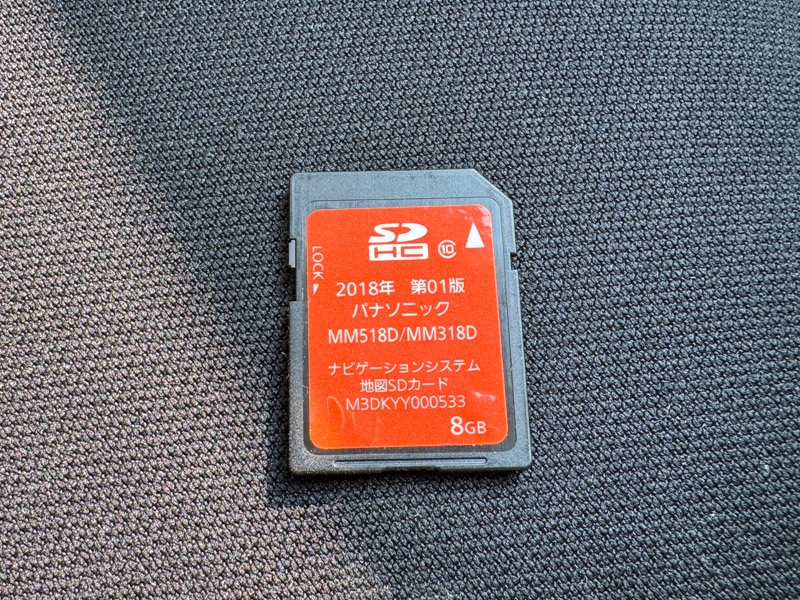 SD
HC 10
LOCK
2018年 第01版
パナソニック
MM518D/MM318D
ナビゲーションシステム
地図SDカード
M3DKYY000533
8GB